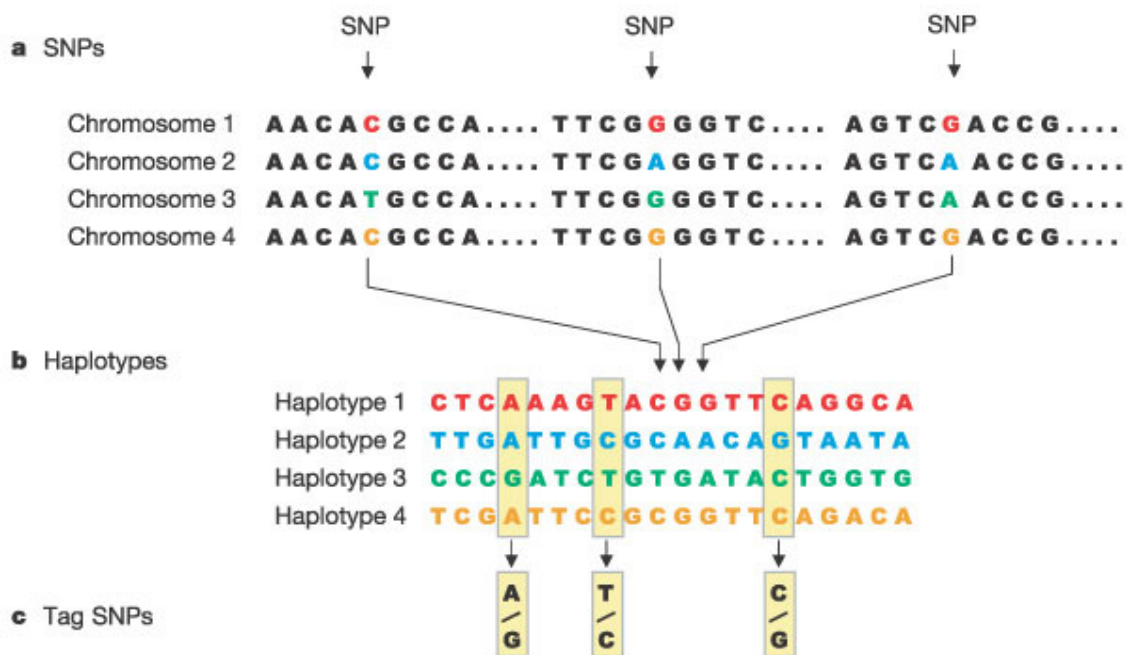 SNP SNP SNP
a SNPs
Chromosome 1 AACACGCCA.... TTCGGGGTC.... AGTCGACCG....
Chromosome 2 AACACGCCA.... TTCGAGGTC.... AGTCAACCG....
Chromosome 3 AACATGCCA.... TTCGGGGTC.... AGTCAACCG....
Chromosome 4 AACACGCCA.... TTCGGGGTC.... AGTCGACCG....
b Haplotypes
Haplotype 1 CTCAAAGTACGGTTCAGGCA
Haplotype 2 TTGATTGCGCAACAGTAATA
Haplotype 3 CCCGATCTGTGATACTGGTG
Haplotype 4 TCGATTCCGCGGTTCAGACA
c Tag SNPs
A/G T/C C/G